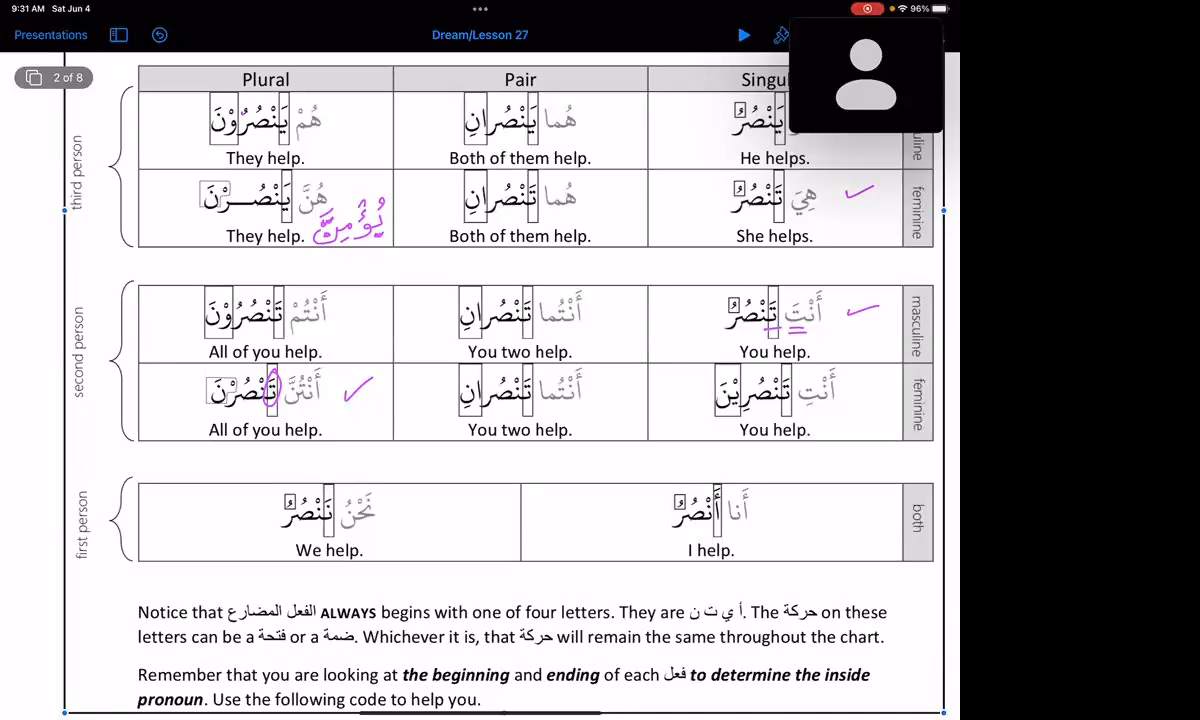 9:31 AM Sat Jun 4
96%
Presentations
Dream/Lesson 27
2 of 8
Plural Pair
third person
هُمْ يَنْصُرُوْنَ
They help.
هُما يَنْصُرانِ
Both of them help.
يَنْصُرُ
He helps.
هُنَّ يَنْصُـــرْنَ
They help.
يُؤْمِنَّ
هُما تَنْصُرانِ
Both of them help.
هِيَ تَنْصُرُ
She helps.
feminine
second person
أَنْتُمْ تَنْصُرُوْنَ
All of you help.
أَنْتُما تَنْصُرانِ
You two help.
أَنْتَ تَنْصُرُ
You help.
masculine
أَنْتُنَّ تَنْصُرْنَ
All of you help.
أَنْتُما تَنْصُرانِ
You two help.
أَنْتِ تَنْصُرِيْنَ
You help.
feminine
first person
نَحْنُ نَنْصُرُ
We help.
أَنا أَنْصُرُ
I help.
both
Notice that الفعل المضارع ALWAYS begins with one of four letters. They are أ ي ت ن. The حركة on these
letters can be a فتحة or a ضمة. Whichever it is, that حركة will remain the same throughout the chart.
Remember that you are looking at the beginning and ending of each فعل to determine the inside
pronoun. Use the following code to help you.